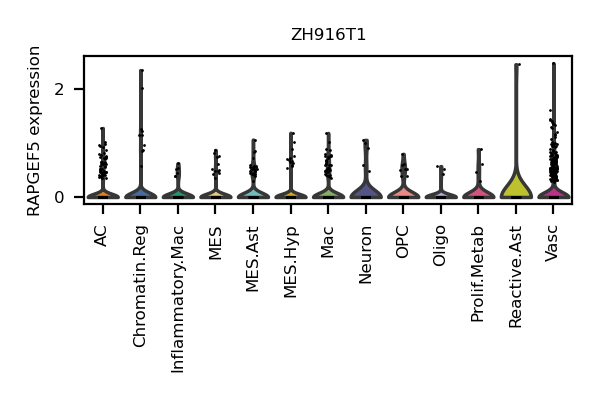 ZH916T1
RAPGEF5 expression
2
0
AC
Chromatin.Reg
Inflammatory.Mac
MES
MES.Ast
MES.Hyp
Mac
Neuron
OPC
Oligo
Prolif.Metab
Reactive.Ast
Vasc